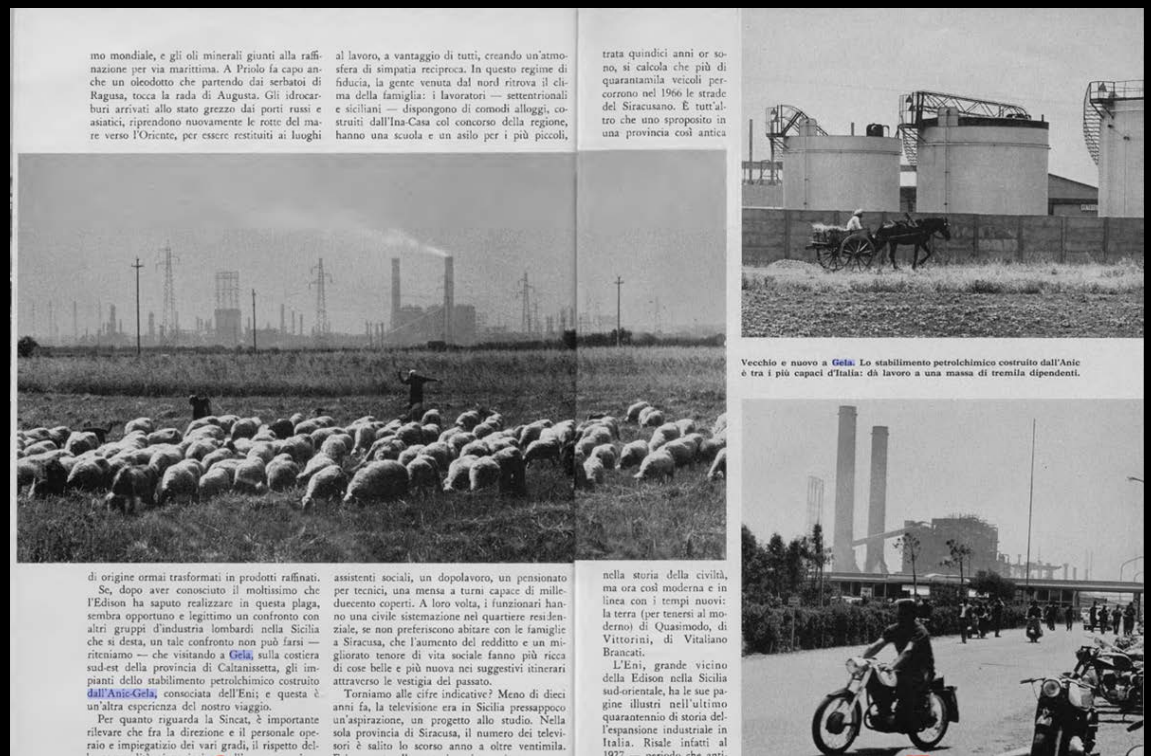 mo mondiale, e gli oli minerali giunti alla raffi-
nazione per via marittima. A Priolo fa capo an-
che un oleodotto che partendo dai serbatoi di
Ragusa, tocca la rada di Augusta. Gli idrocar-
buri arrivati allo stato grezzo dai porti russi e
asiatici, riprendono nuovamente le rotte del ma-
re verso l'Oriente, per essere restituiti ai luoghi
di origine ormai trasformati in prodotti raffinati.
Se, dopo aver conosciuto il moltissimo che
l'Edison ha saputo realizzare in questa plaga,
sembra opportuno e legittimo un confronto con
altri gruppi d'industria lombardi nella Sicilia
che si desta, un tale confronto non può farsi —
riteniamo — che visitando a Gela, sulla costiera
sud-est della provincia di Caltanissetta, gli im-
pianti dello stabilimento petrolchimico costruito
dall'Anic-Gela, consociata dell'Eni; e questa è
un'altra esperienza del nostro viaggio.
Per quanto riguarda la Sincat, è importante
rilevare che fra la direzione e il personale ope-
raio e impiegatizio dei vari gradi, il rispetto del-
al lavoro, a vantaggio di tutti, creando un'atmo-
sfera di simpatia reciproca. In questo regime di
fiducia, la gente venuta dal nord ritrova il cli-
ma della famiglia: i lavoratori — settentrionali
e siciliani — dispongono di comodi alloggi, co-
struiti dall'Ina-Casa col concorso della regione,
hanno una scuola e un asilo per i più piccoli,
assistenti sociali, un dopolavoro, un pensionato
per tecnici, una mensa a turni capace di mille-
duecento coperti. A loro volta, i funzionari han-
no una civile sistemazione nel quartiere residen-
ziale, se non preferiscono abitare con le famiglie
a Siracusa, che l'aumento del reddito e un mi-
gliorato tenore di vita sociale fanno più ricca
di cose belle e più nuova nei suggestivi itinerari
attraverso le vestigia del passato.
Torniamo alle cifre indicative? Meno di dieci
anni fa, la televisione era in Sicilia pressappoco
un'aspirazione, un progetto allo studio. Nella
sola provincia di Siracusa, il numero dei televi-
sori è salito lo scorso anno a oltre ventimila.
trata quindici anni or so-
no, si calcola che più di
quarantamila veicoli per-
corrono nel 1966 le strade
del Siracusano. È tutt'al-
tro che uno sproposito in
una provincia così antica
nella storia della civiltà,
ma ora così moderna e in
linea con i tempi nuovi:
la terra (per tenersi al mo-
derno) di Quasimodo, di
Vittorini, di Vitaliano
Brancati.
L'Eni, grande vicino
della Edison nella Sicilia
sud-orientale, ha le sue pa-
gine illustri nell'ultimo
quarantennio di storia del-
l'espansione industriale in
Italia. Risale infatti al
Vecchio e nuovo a Gela. Lo stabilimento petrolchimico costruito dall'Anic
è tra i più capaci d'Italia: dà lavoro a una massa di tremila dipendenti.